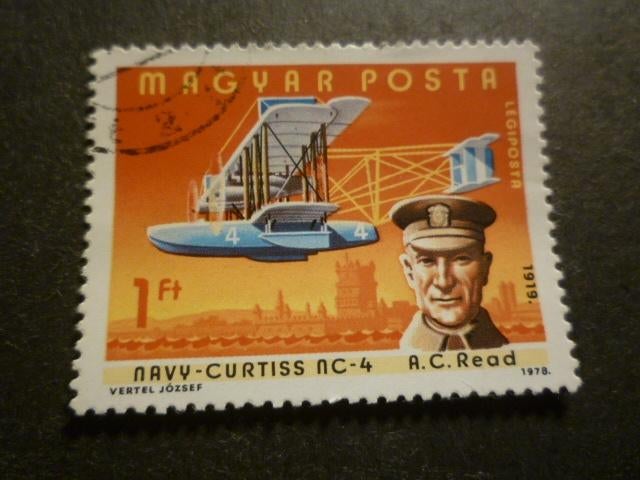 MAGYAR POSTA
LÉGIPOSTA
4
4
1919.
1 Ft
NAVY-CURTISS NC-4 A.C. Read
VERTEL JÓZSEF 1978.